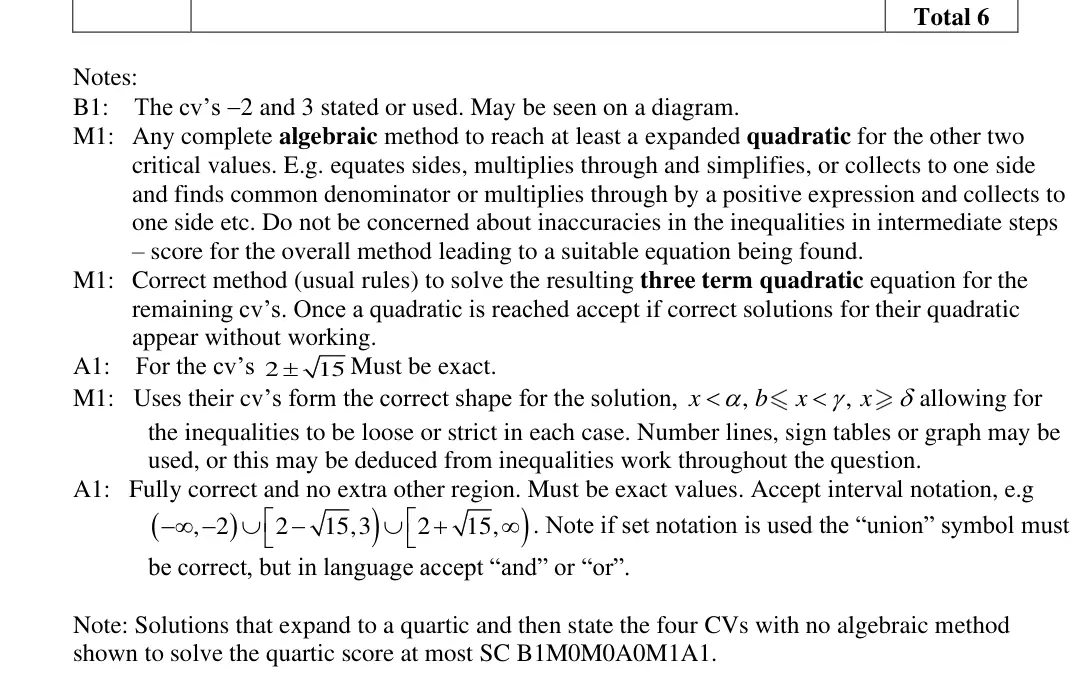 Total 6
Notes:
B1: The cv’s –2 and 3 stated or used. May be seen on a diagram.
M1: Any complete algebraic method to reach at least a expanded quadratic for the other two
critical values. E.g. equates sides, multiplies through and simplifies, or collects to one side
and finds common denominator or multiplies through by a positive expression and collects to
one side etc. Do not be concerned about inaccuracies in the inequalities in intermediate steps
– score for the overall method leading to a suitable equation being found.
M1: Correct method (usual rules) to solve the resulting three term quadratic equation for the
remaining cv’s. Once a quadratic is reached accept if correct solutions for their quadratic
appear without working.
A1: For the cv’s 2 ± √15 Must be exact.
M1: Uses their cv’s form the correct shape for the solution, x < α, b ⩽ x < γ, x ⩾ δ allowing for
the inequalities to be loose or strict in each case. Number lines, sign tables or graph may be
used, or this may be deduced from inequalities work throughout the question.
A1: Fully correct and no extra other region. Must be exact values. Accept interval notation, e.g
(−∞, −2) ∪ [2 − √15, 3) ∪ [2 + √15, ∞). Note if set notation is used the “union” symbol must
be correct, but in language accept “and” or “or”.
Note: Solutions that expand to a quartic and then state the four CVs with no algebraic method
shown to solve the quartic score at most SC B1M0M0A0M1A1.